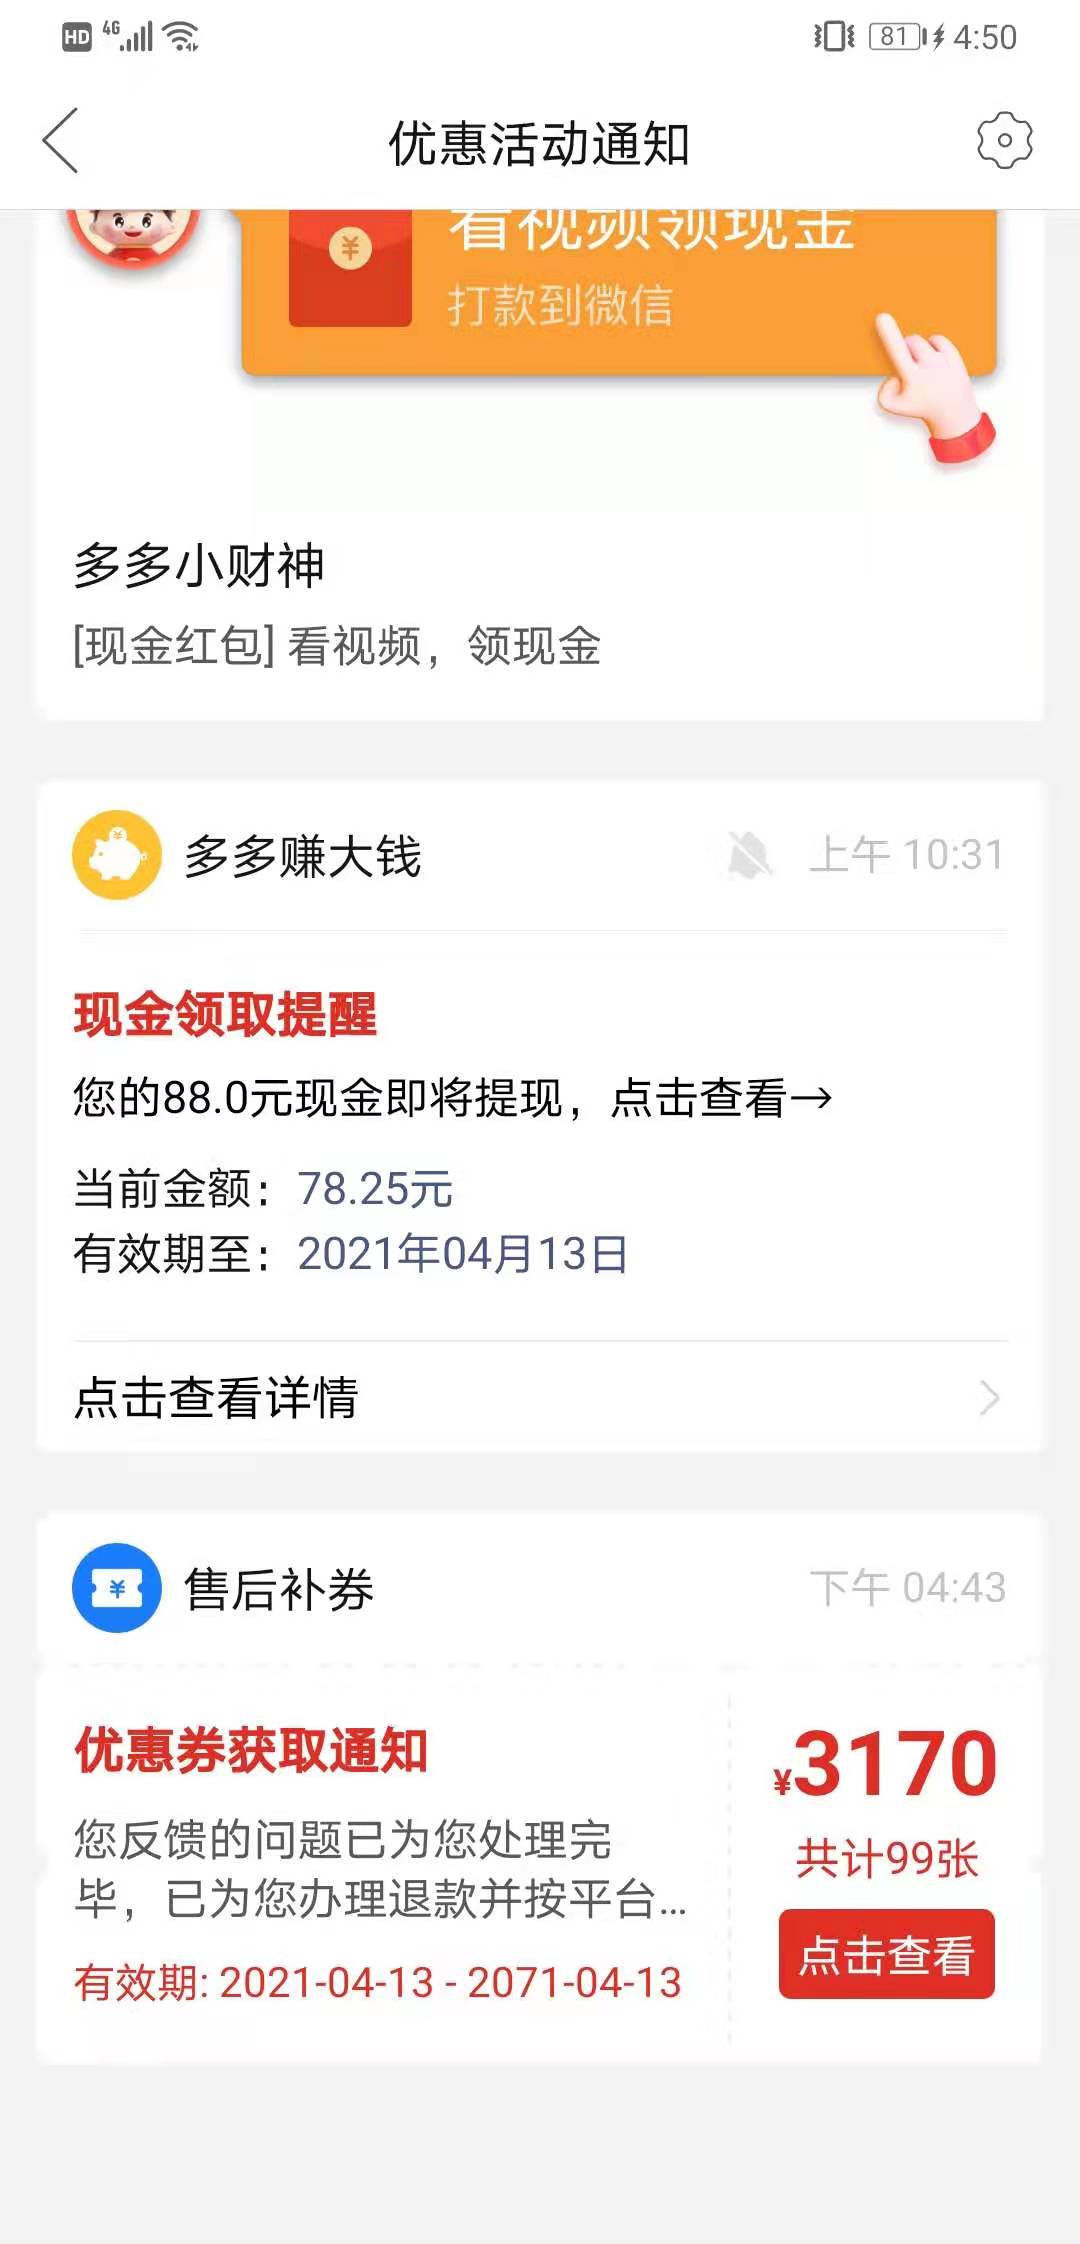 HD 4G 81 4:50
优惠活动通知
看视频领现金
打款到微信
多多小财神
[现金红包] 看视频，领现金
多多赚大钱 上午 10:31
现金领取提醒
您的88.0元现金即将提现，点击查看→
当前金额：78.25元
有效期至：2021年04月13日
点击查看详情
售后补券 下午 04:43
优惠券获取通知
您反馈的问题已为您处理完
毕，已为您办理退款并按平台...
有效期: 2021-04-13 - 2071-04-13
¥3170
共计99张
点击查看